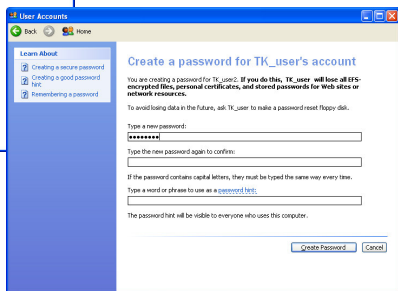 User Accounts
Back Home
Learn About
Creating a secure password
Creating a good password
hint
Remembering a password
Create a password for TK_user's account
You are creating a password for TK_user2. If you do this, TK_user will lose all EFS-
encrypted files, personal certificates, and stored passwords for Web sites or
network resources.
To avoid losing data in the future, ask TK_user to make a password reset floppy disk.
Type a new password:
••••••••
Type the new password again to confirm:
If the password contains capital letters, they must be typed the same way every time.
Type a word or phrase to use as a password hint:
The password hint will be visible to everyone who uses this computer.
Create Password Cancel